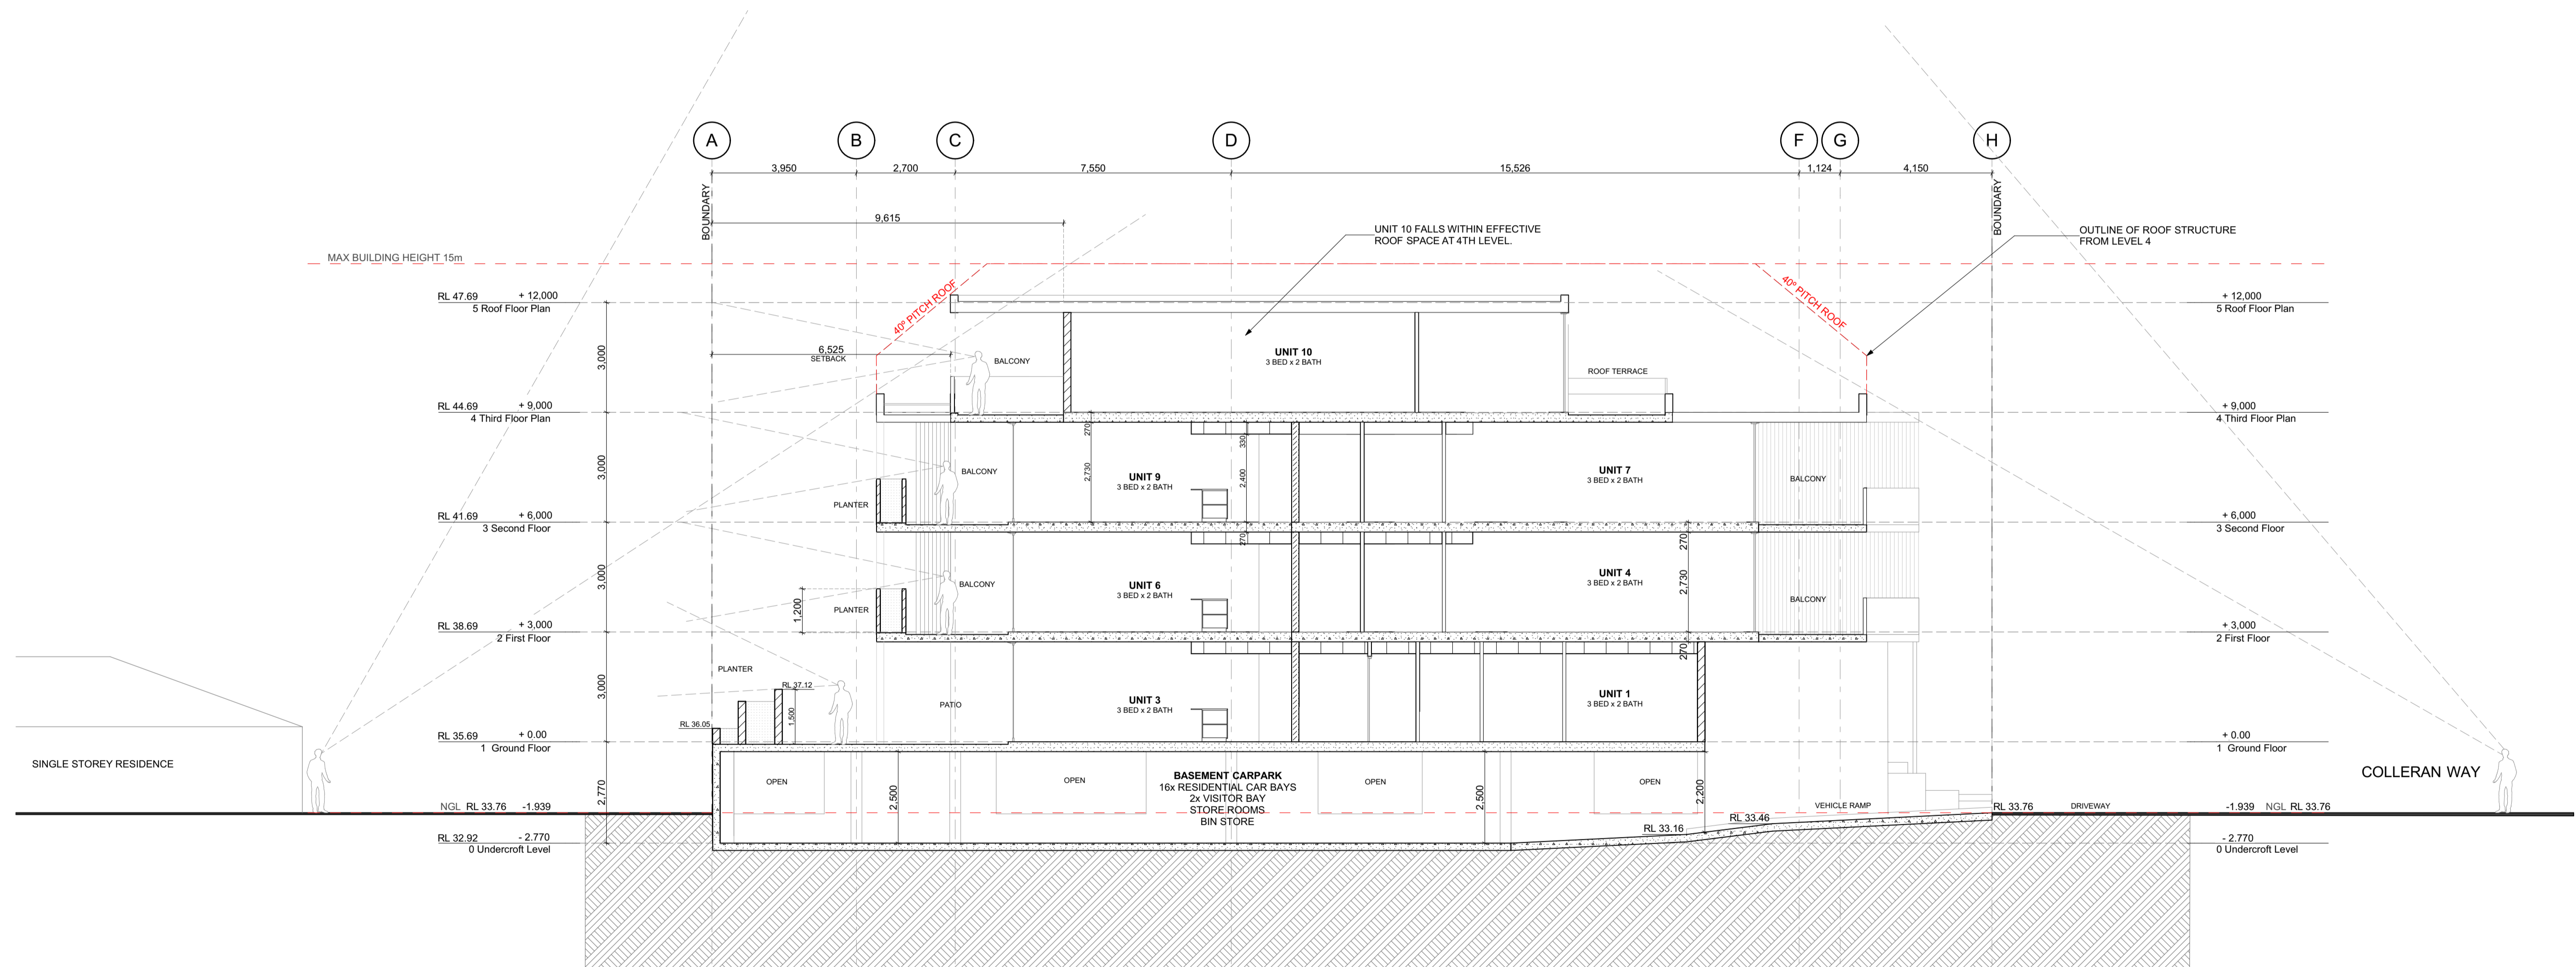 A
B
C
D
F
G
H
3,950
2,700
7,550
15,526
1,124
4,150
BOUNDARY
BOUNDARY
9,615
UNIT 10 FALLS WITHIN EFFECTIVE
ROOF SPACE AT 4TH LEVEL.
OUTLINE OF ROOF STRUCTURE
FROM LEVEL 4
MAX BUILDING HEIGHT 15m
40º PITCH ROOF
40º PITCH ROOF
RL 47.69 + 12,000
5 Roof Floor Plan
+ 12,000
5 Roof Floor Plan
3,000
6,525
SETBACK
BALCONY
UNIT 10
3 BED x 2 BATH
ROOF TERRACE
RL 44.69 + 9,000
4 Third Floor Plan
+ 9,000
4 Third Floor Plan
3,000
270
330
2,730
2,400
BALCONY
UNIT 9
3 BED x 2 BATH
UNIT 7
3 BED x 2 BATH
BALCONY
PLANTER
RL 41.69 + 6,000
3 Second Floor
+ 6,000
3 Second Floor
3,000
270
270
2,730
BALCONY
UNIT 6
3 BED x 2 BATH
UNIT 4
3 BED x 2 BATH
BALCONY
1,200
PLANTER
RL 38.69 + 3,000
2 First Floor
+ 3,000
2 First Floor
270
3,000
PLANTER
RL 37.12
1,500
RL 36.05
PATIO
UNIT 3
3 BED x 2 BATH
UNIT 1
3 BED x 2 BATH
RL 35.69 + 0.00
1 Ground Floor
+ 0.00
1 Ground Floor
SINGLE STOREY RESIDENCE
COLLERAN WAY
2,770
OPEN
OPEN
OPEN
OPEN
2,500
2,500
2,200
BASEMENT CARPARK
16x RESIDENTIAL CAR BAYS
2x VISITOR BAY
STORE ROOMS
BIN STORE
NGL RL 33.76 -1.939
VEHICLE RAMP
RL 33.76
DRIVEWAY
-1.939 NGL RL 33.76
RL 33.46
RL 33.16
RL 32.92 - 2.770
0 Undercroft Level
- 2.770
0 Undercroft Level